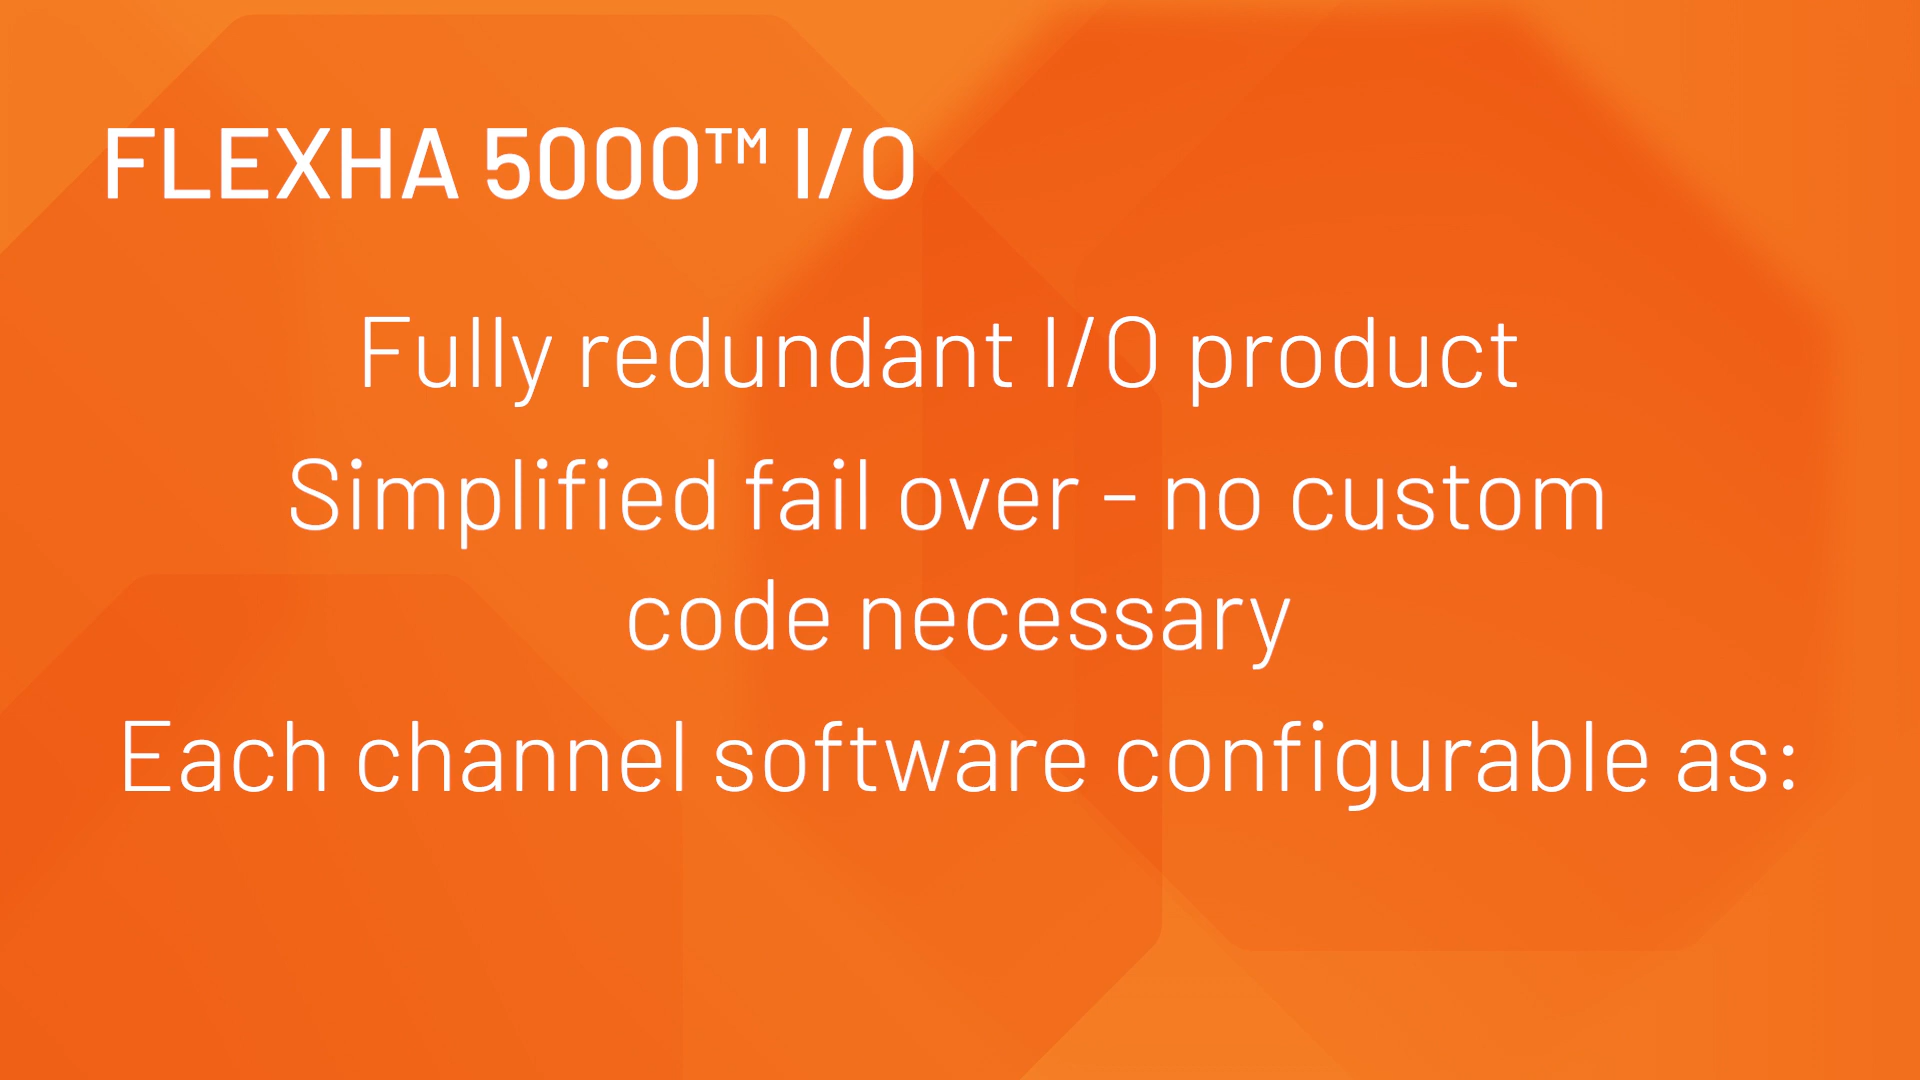 FLEXHA 5000™ I/O
Fully redundant I/O product
Simplified fail over - no custom
code necessary
Each channel software configurable as: